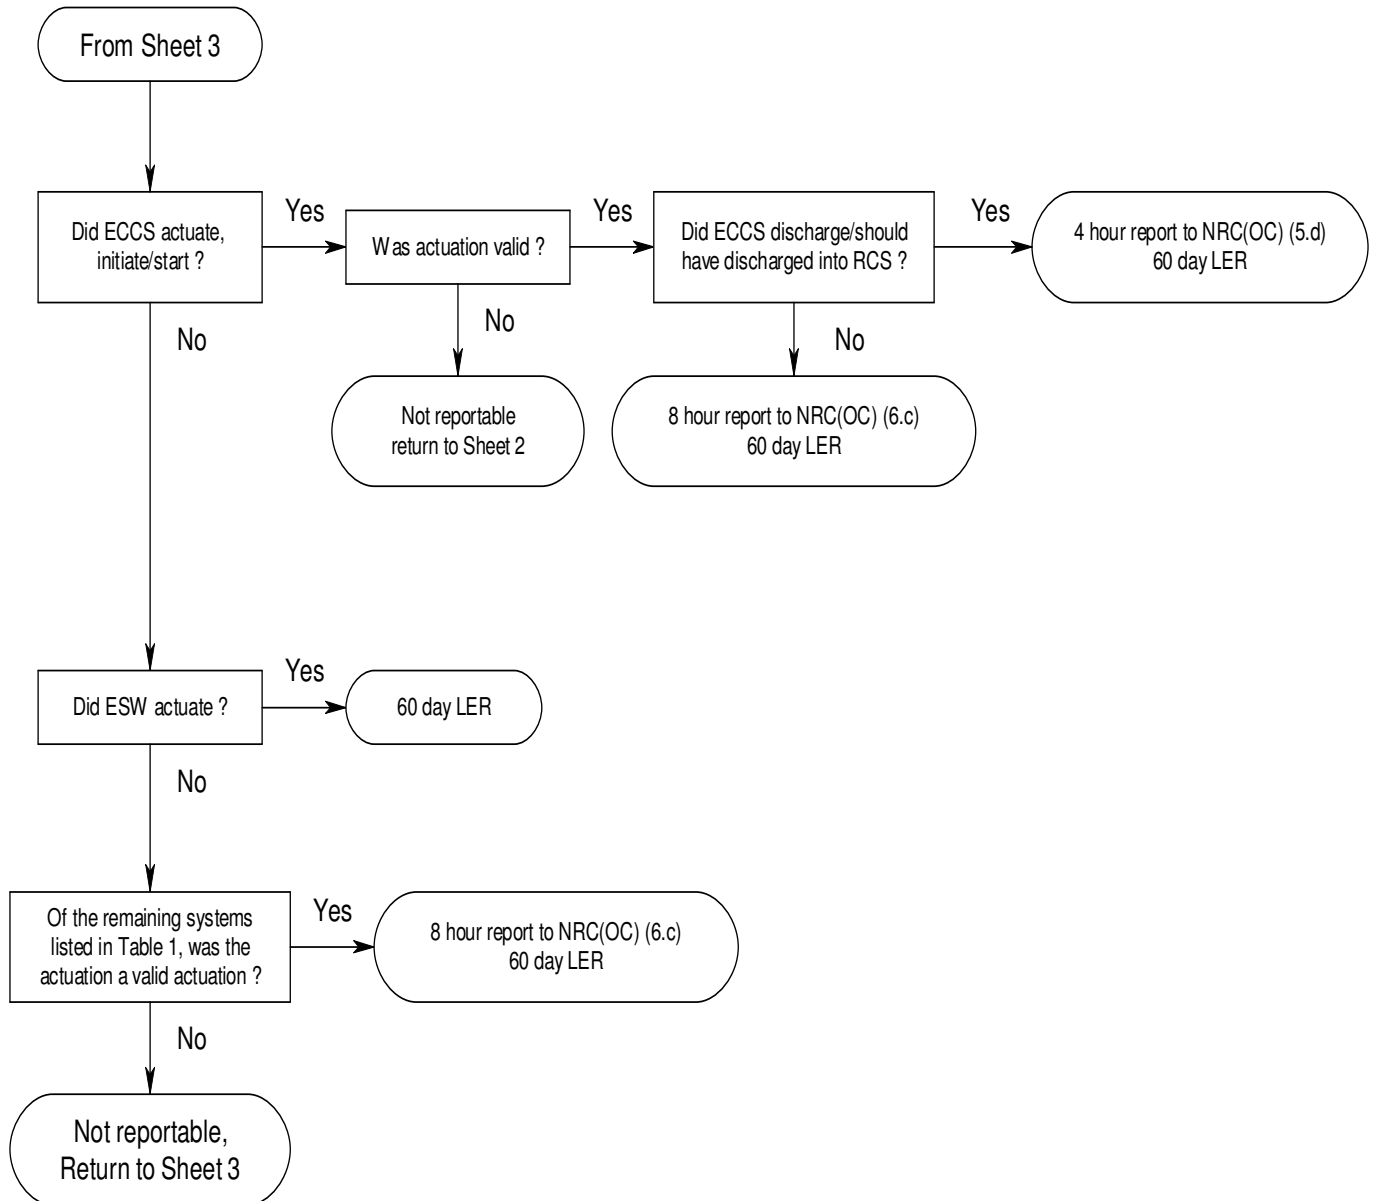 From Sheet 3
Did ECCS actuate,
initiate/start ?
Yes
Was actuation valid ?
Yes
Did ECCS discharge/should
have discharged into RCS ?
Yes
4 hour report to NRC(OC) (5.d)
60 day LER
No
No
No
Not reportable
return to Sheet 2
8 hour report to NRC(OC) (6.c)
60 day LER
Did ESW actuate ?
Yes
60 day LER
No
Of the remaining systems
listed in Table 1, was the
actuation a valid actuation ?
Yes
8 hour report to NRC(OC) (6.c)
60 day LER
No
Not reportable,
Return to Sheet 3